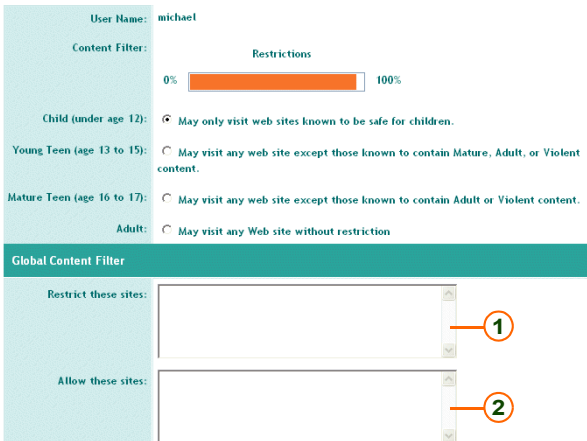 User Name: michael
Content Filter: Restrictions
0% 100%
Child (under age 12): May only visit web sites known to be safe for children.
Young Teen (age 13 to 15): May visit any web site except those known to contain Mature, Adult, or Violent
content.
Mature Teen (age 16 to 17): May visit any web site except those known to contain Adult or Violent content.
Adult: May visit any Web site without restriction
Global Content Filter
Restrict these sites:
1
Allow these sites:
2